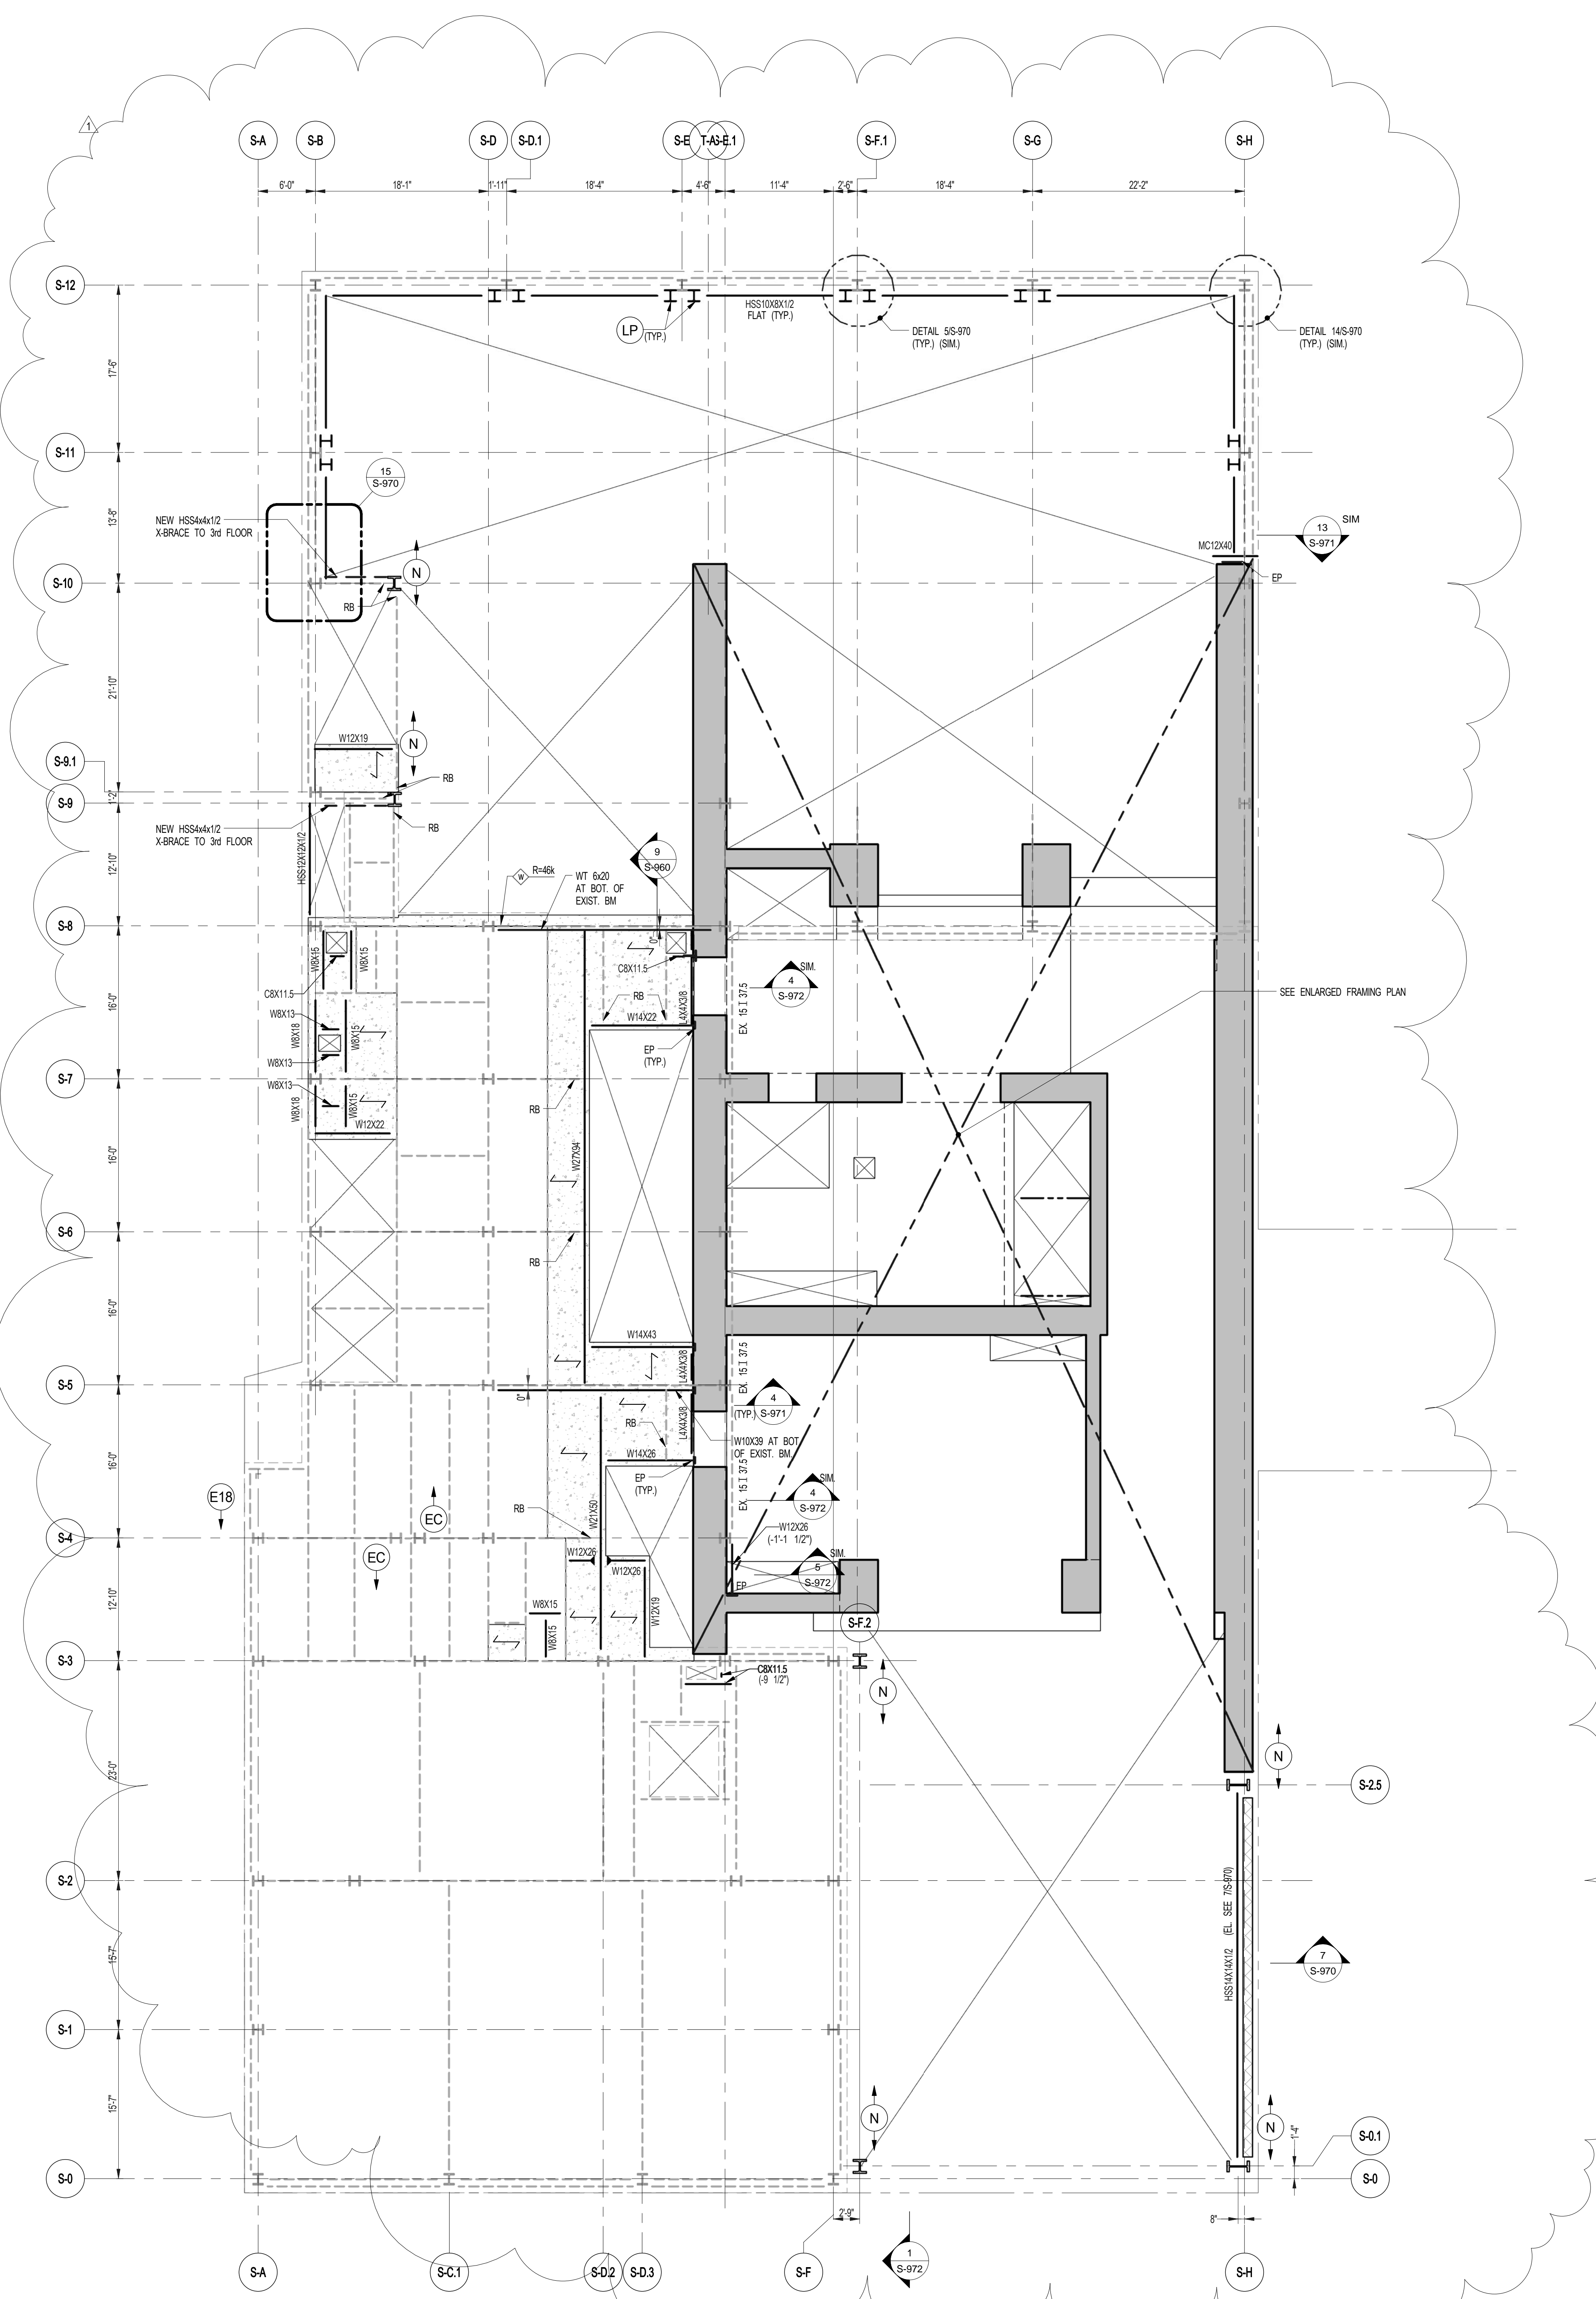 1
S-A
S-B
S-D
S-D.1
S-E
T-A
S-E.1
S-F.1
S-G
S-H
6'-0"
18'-1"
1'-11"
18'-4"
4'-6"
11'-4"
2'-6"
18'-4"
22'-2"
S-12
HSS10X8X1/2
FLAT (TYP.)
LP
(TYP.)
DETAIL 5/S-970
(TYP.) (SIM.)
DETAIL 14/S-970
(TYP.) (SIM.)
17'-6"
S-11
15
S-970
13'-8"
NEW HSS4x4x1/2
X-BRACE TO 3rd FLOOR
13
S-971
SIM
MC12X40
EP
S-10
N
RB
21'-10"
W12X19
N
S-9.1
RB
1'-2"
S-9
RB
NEW HSS4x4x1/2
X-BRACE TO 3rd FLOOR
HSS12X12X1/2
12'-10"
9
S-960
W
R=46k
WT 6x20
AT BOT. OF
EXIST. BM
S-8
0"
W8X15
W8X15
C8X11.5
C8X11.5
4
S-972
SIM.
EX. 15 I 37.5
SEE ENLARGED FRAMING PLAN
16'-0"
RB
W14X22
L4X4X3/8
W8X13
W8X18
W8X15
W8X13
EP
(TYP.)
S-7
W8X13
W8X18
W8X15
W12X22
RB
W27X94
16'-0"
S-6
RB
16'-0"
W14X43
L4X4X3/8
EX. 15 I 37.5
S-5
0"
4
S-971
(TYP.)
L4X4X3/8
RB
W10X39 AT BOT
OF EXIST. BM.
16'-0"
W14X26
EP
(TYP.)
EX. 15 I 37.5
4
S-972
SIM.
E18
EC
RB
W21X50
S-4
W12X26
(-1'-1 1/2")
EC
W12X26
W12X26
5
S-972
SIM.
EP
12'-10"
W8X15
W8X15
W12X19
S-F.2
S-3
C8X11.5
(-9 1/2")
N
23'-0"
N
S-2.5
S-2
HSS14X14X1/2 (EL. SEE 7/S-970)
7
S-970
15'-7"
S-1
15'-7"
N
N
1'-4"
S-0.1
S-0
S-0
2'-9"
8"
1
S-972
S-A
S-C.1
S-D.2
S-D.3
S-F
S-H